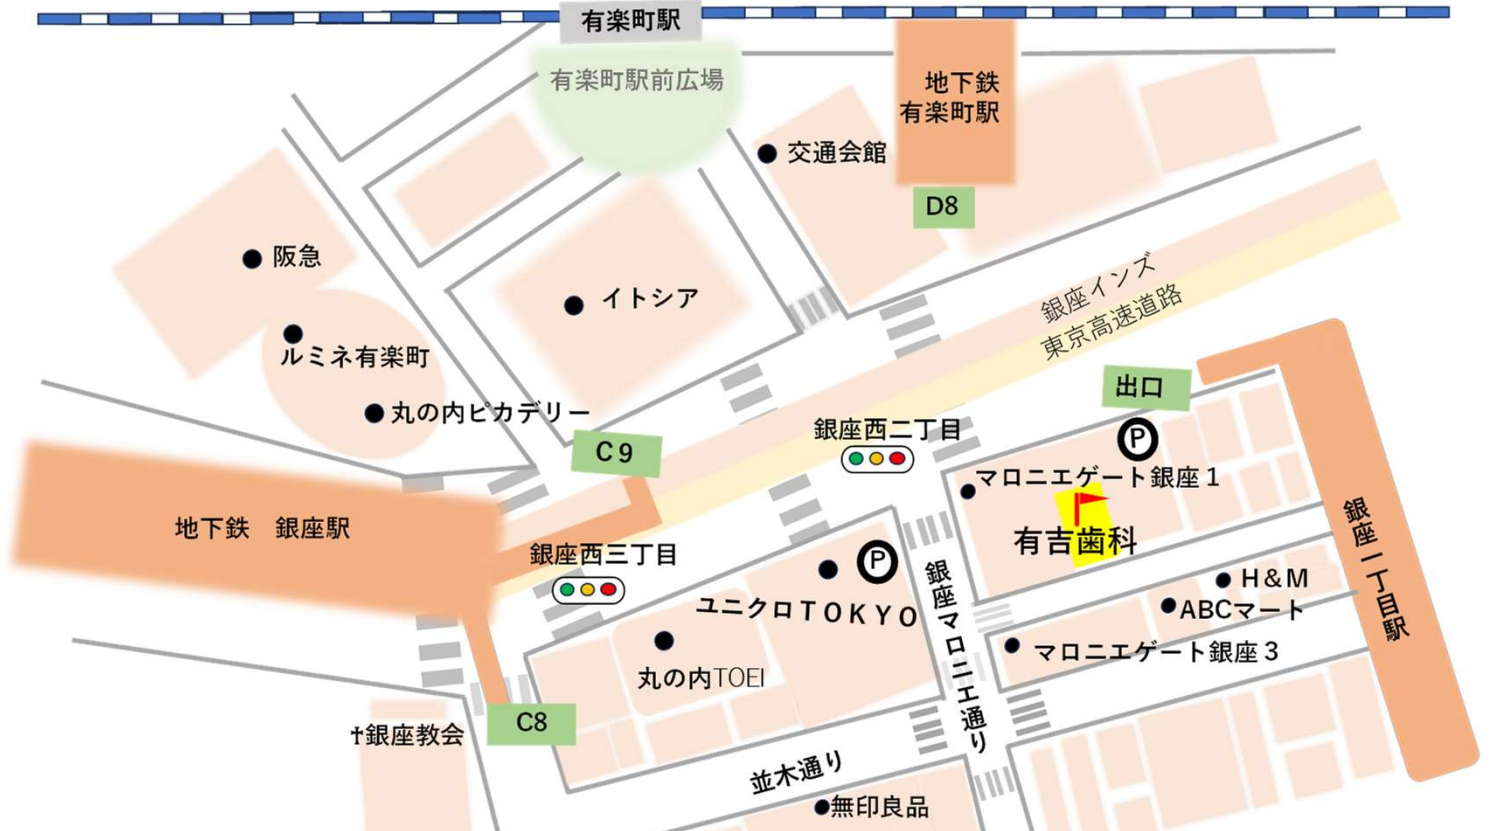 有楽町駅
有楽町駅前広場
地下鉄
有楽町駅
交通会館
D8
阪急
イトシア
ルミネ有楽町
丸の内ピカデリー
銀座インズ
東京高速道路
出口
P
C9
銀座西二丁目
マロニエゲート銀座1
有吉歯科
地下鉄 銀座駅
銀座西三丁目
P
ユニクロTOKYO
銀座マロニエ通り
銀座一丁目駅
H&M
ABCマート
マロニエゲート銀座3
丸の内TOEI
C8
✝銀座教会
並木通り
無印良品